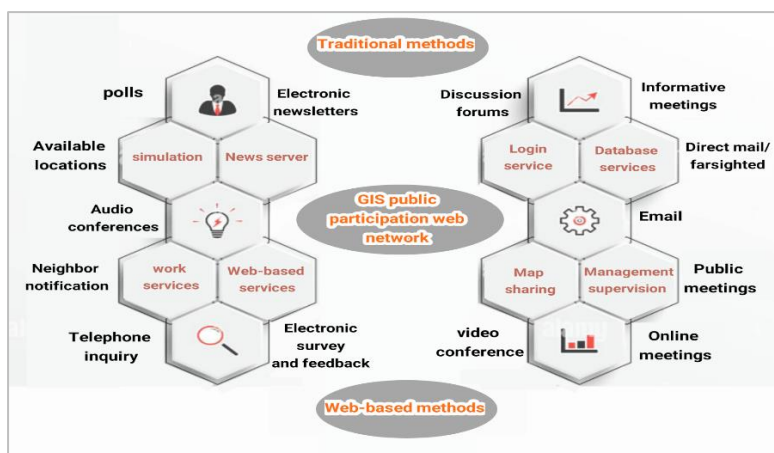 Traditional methods
polls
Electronic
newsletters
Discussion
forums
Informative
meetings
Available
locations
simulation
News server
Login
service
Database
services
Direct mail/
farsighted
Audio
conferences
GIS public
participation web
network
Email
Neighbor
notification
work
services
Web-based
services
Map
sharing
Management
supervision
Public
meetings
Telephone
inquiry
Electronic
survey
and feedback
video
conference
Online
meetings
Web-based methods